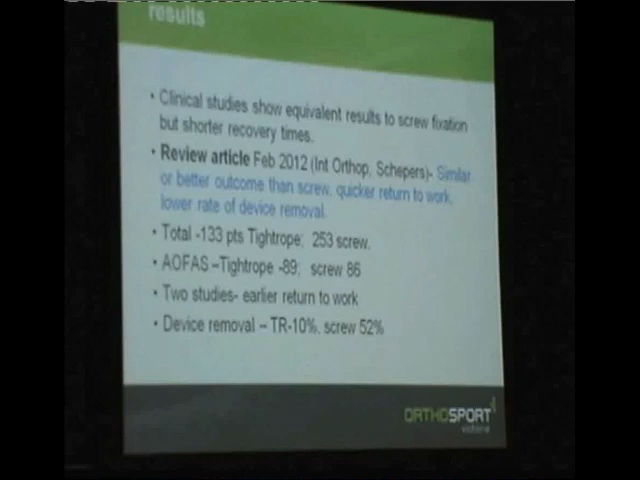 results
• Clinical studies show equivalent results to screw fixation
but shorter recovery times.
• Review article Feb 2012 (Int Orthop, Schepers)- Similar
or better outcome than screw, quicker return to work,
lower rate of device removal.
• Total -133 pts Tightrope; 253 screw.
• AOFAS –Tightrope -89; screw 86
• Two studies- earlier return to work
• Device removal – TR-10%, screw 52%
ORTHOSPORT
victoria